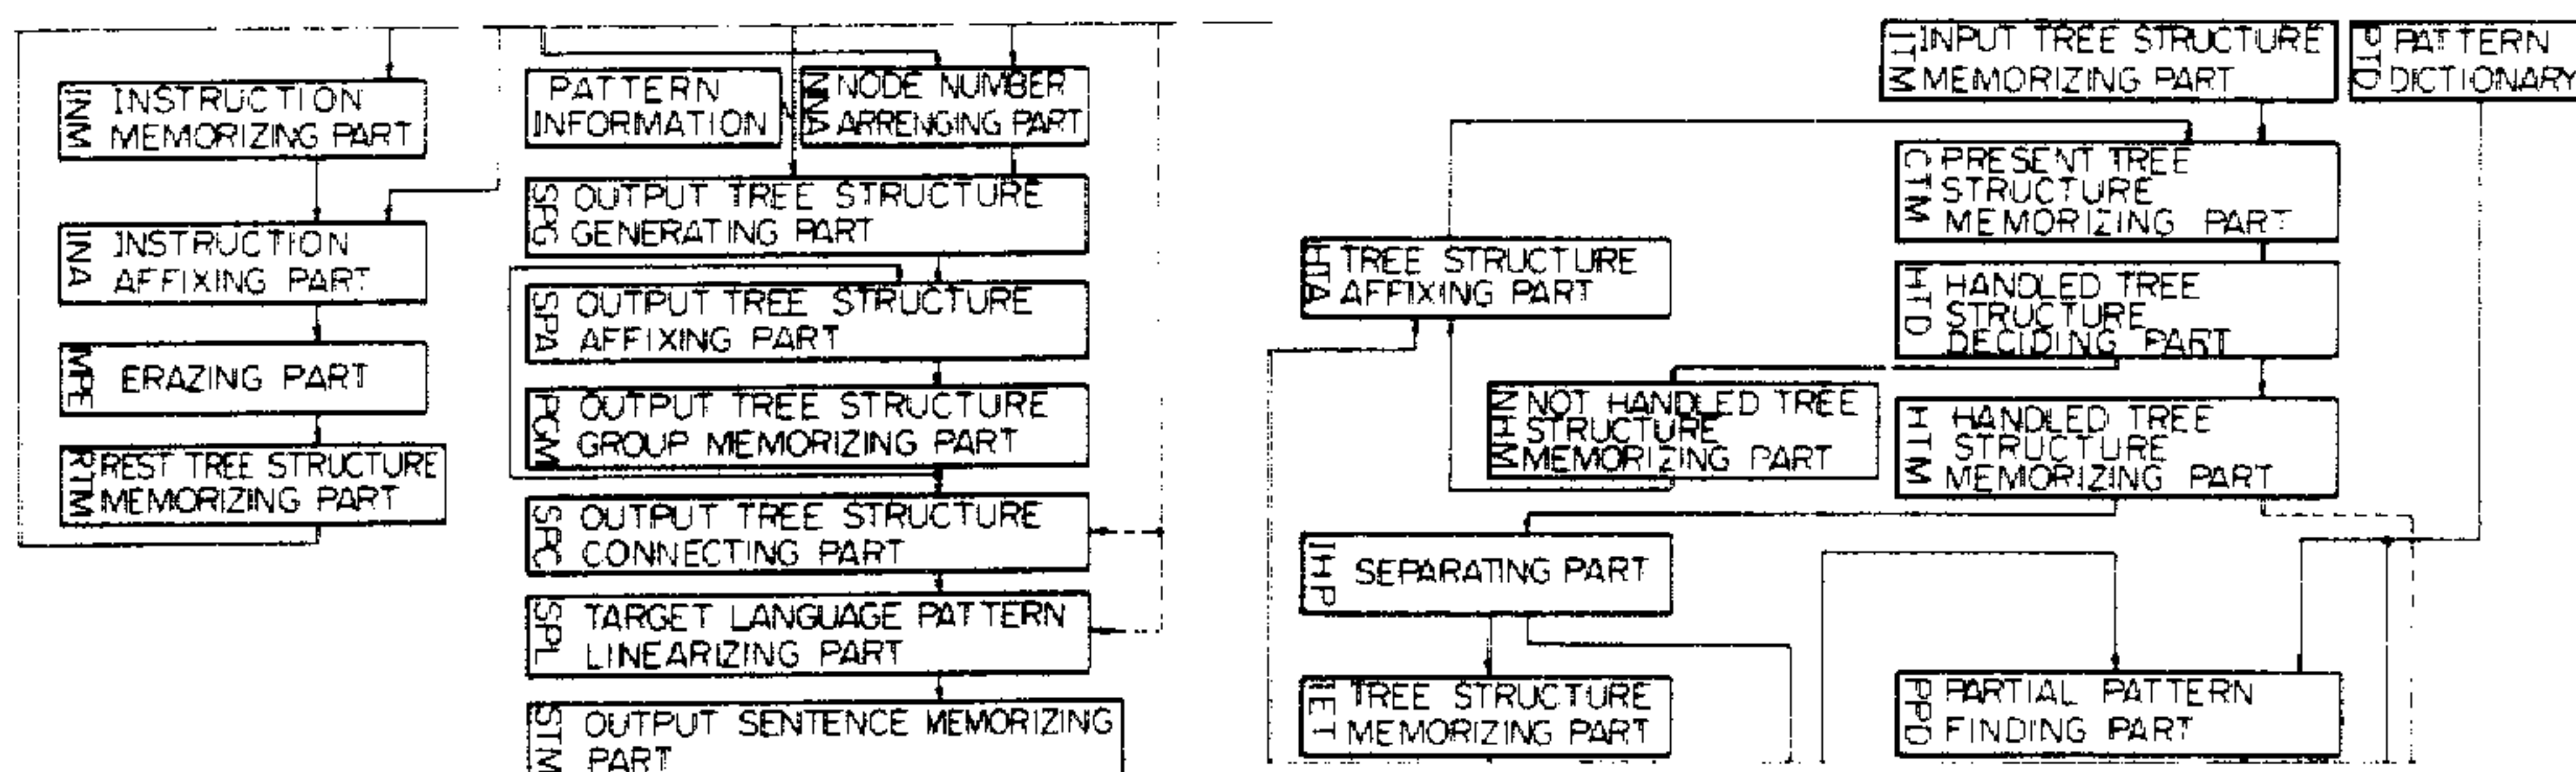 INM
INSTRUCTION
MEMORIZING PART
INA
INSTRUCTION
AFFIXING PART
MPE
ERAZING PART
RTM
REST TREE STRUCTURE
MEMORIZING PART
PATTERN
INFORMATION
NNA
NODE NUMBER
ARRENGING PART
SPG
OUTPUT TREE STRUCTURE
GENERATING PART
SPA
OUTPUT TREE STRUCTURE
AFFIXING PART
PGM
OUTPUT TREE STRUCTURE
GROUP MEMORIZING PART
SPC
OUTPUT TREE STRUCTURE
CONNECTING PART
SPL
TARGET LANGUAGE PATTERN
LINEARIZING PART
STM
OUTPUT SENTENCE MEMORIZING
PART
ITM
INPUT TREE STRUCTURE
MEMORIZING PART
PTD
PATTERN
DICTIONARY
CTM
PRESENT TREE
STRUCTURE
MEMORIZING PART
HTA
TREE STRUCTURE
AFFIXING PART
HTD
HANDLED TREE
STRUCTURE
DECIDING PART
NHM
NOT HANDLED TREE
STRUCTURE
MEMORIZING PART
HTM
HANDLED TREE
STRUCTURE
MEMORIZING PART
IHP
SEPARATING PART
IET
TREE STRUCTURE
MEMORIZING PART
PPD
PARTIAL PATTERN
FINDING PART